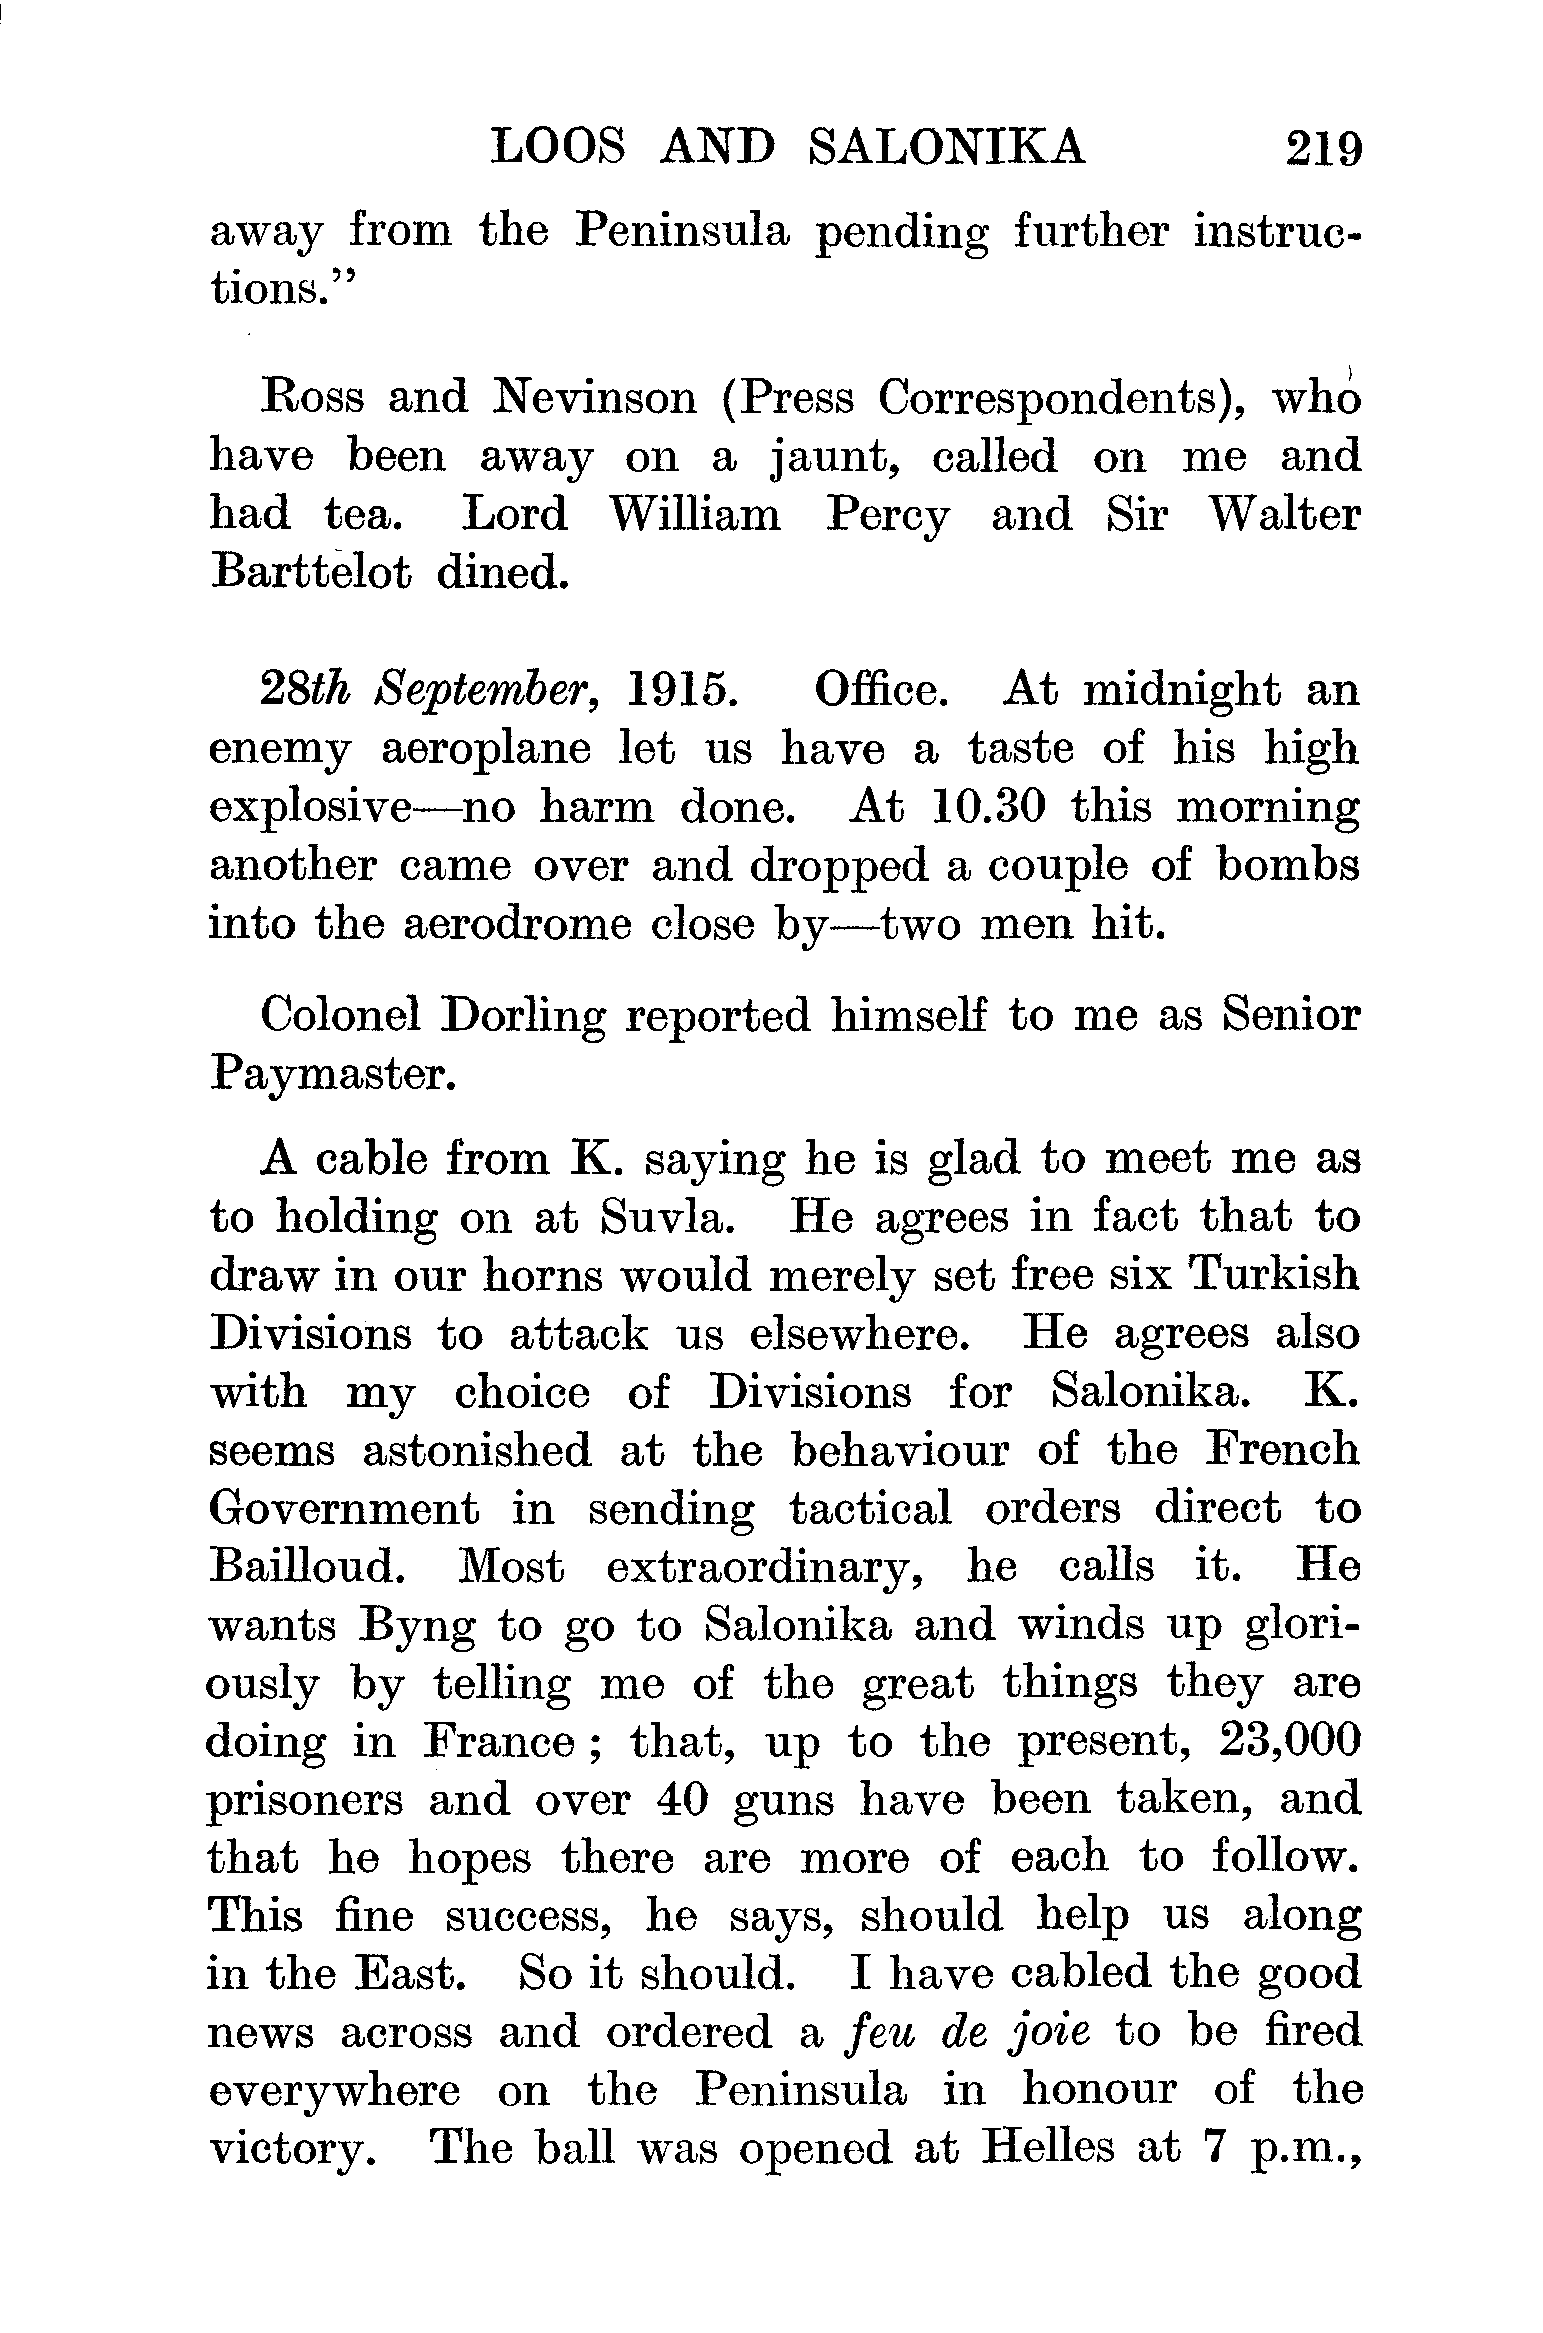 LOOS AND SALONIKA 219
away from the Peninsula pending further instruc-
tions."
Ross and Nevinson (Press Correspondents), who
have been away on a jaunt, called on me and
had tea. Lord William Percy and Sir Walter
Barttelot dined.
28th September, 1915. Office. At midnight an
enemy aeroplane let us have a taste of his high
explosive—no harm done. At 10.30 this morning
another came over and dropped a couple of bombs
into the aerodrome close by—two men hit.
Colonel Dorling reported himself to me as Senior
Paymaster.
A cable from K. saying he is glad to meet me as
to holding on at Suvla. He agrees in fact that to
draw in our horns would merely set free six Turkish
Divisions to attack us elsewhere. He agrees also
with my choice of Divisions for Salonika. K.
seems astonished at the behaviour of the French
Government in sending tactical orders direct to
Bailloud. Most extraordinary, he calls it. He
wants Byng to go to Salonika and winds up glori-
ously by telling me of the great things they are
doing in France ; that, up to the present, 23,000
prisoners and over 40 guns have been taken, and
that he hopes there are more of each to follow.
This fine success, he says, should help us along
in the East. So it should. I have cabled the good
news across and ordered a feu de joie to be fired
everywhere on the Peninsula in honour of the
victory. The ball was opened at Helles at 7 p.m.,